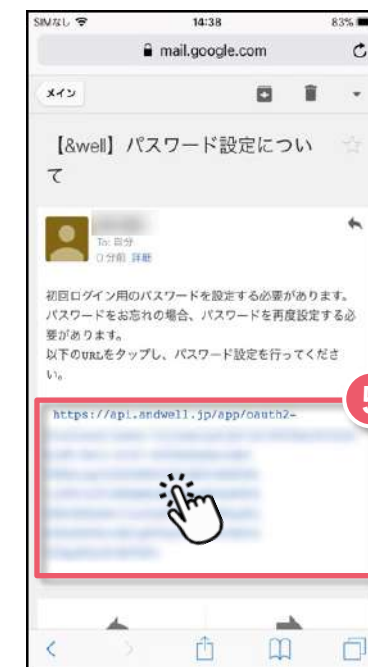 SIMなし 14:38 83%
mail.google.com
メイン
【&well】パスワード設定につい
て
To: 自分
0 分前 詳細
初回ログイン用のパスワードを設定する必要があります。
パスワードをお忘れの場合、パスワードを再度設定する必
要があります。
以下のURLをタップし、パスワード設定を行ってくださ
い。
https://api.andwell.jp/app/oauth2-
5